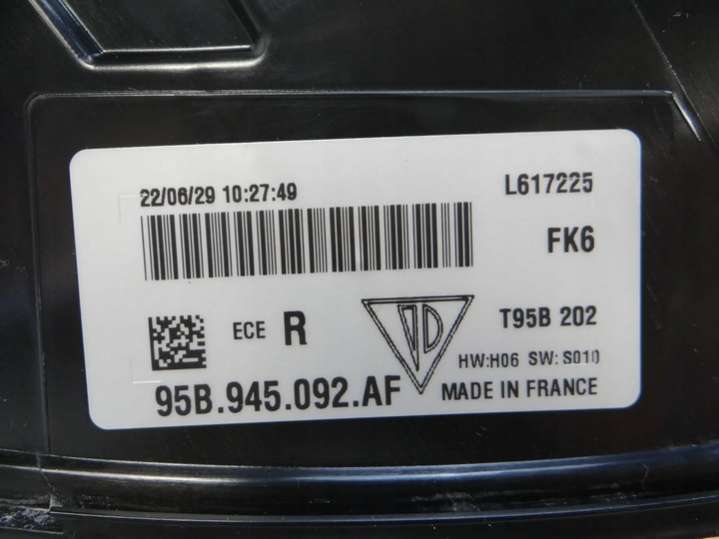 22/06/29 10:27:49
L617225
FK6
ECE R
T95B 202
HW:H06 SW:S010
95B.945.092.AF
MADE IN FRANCE